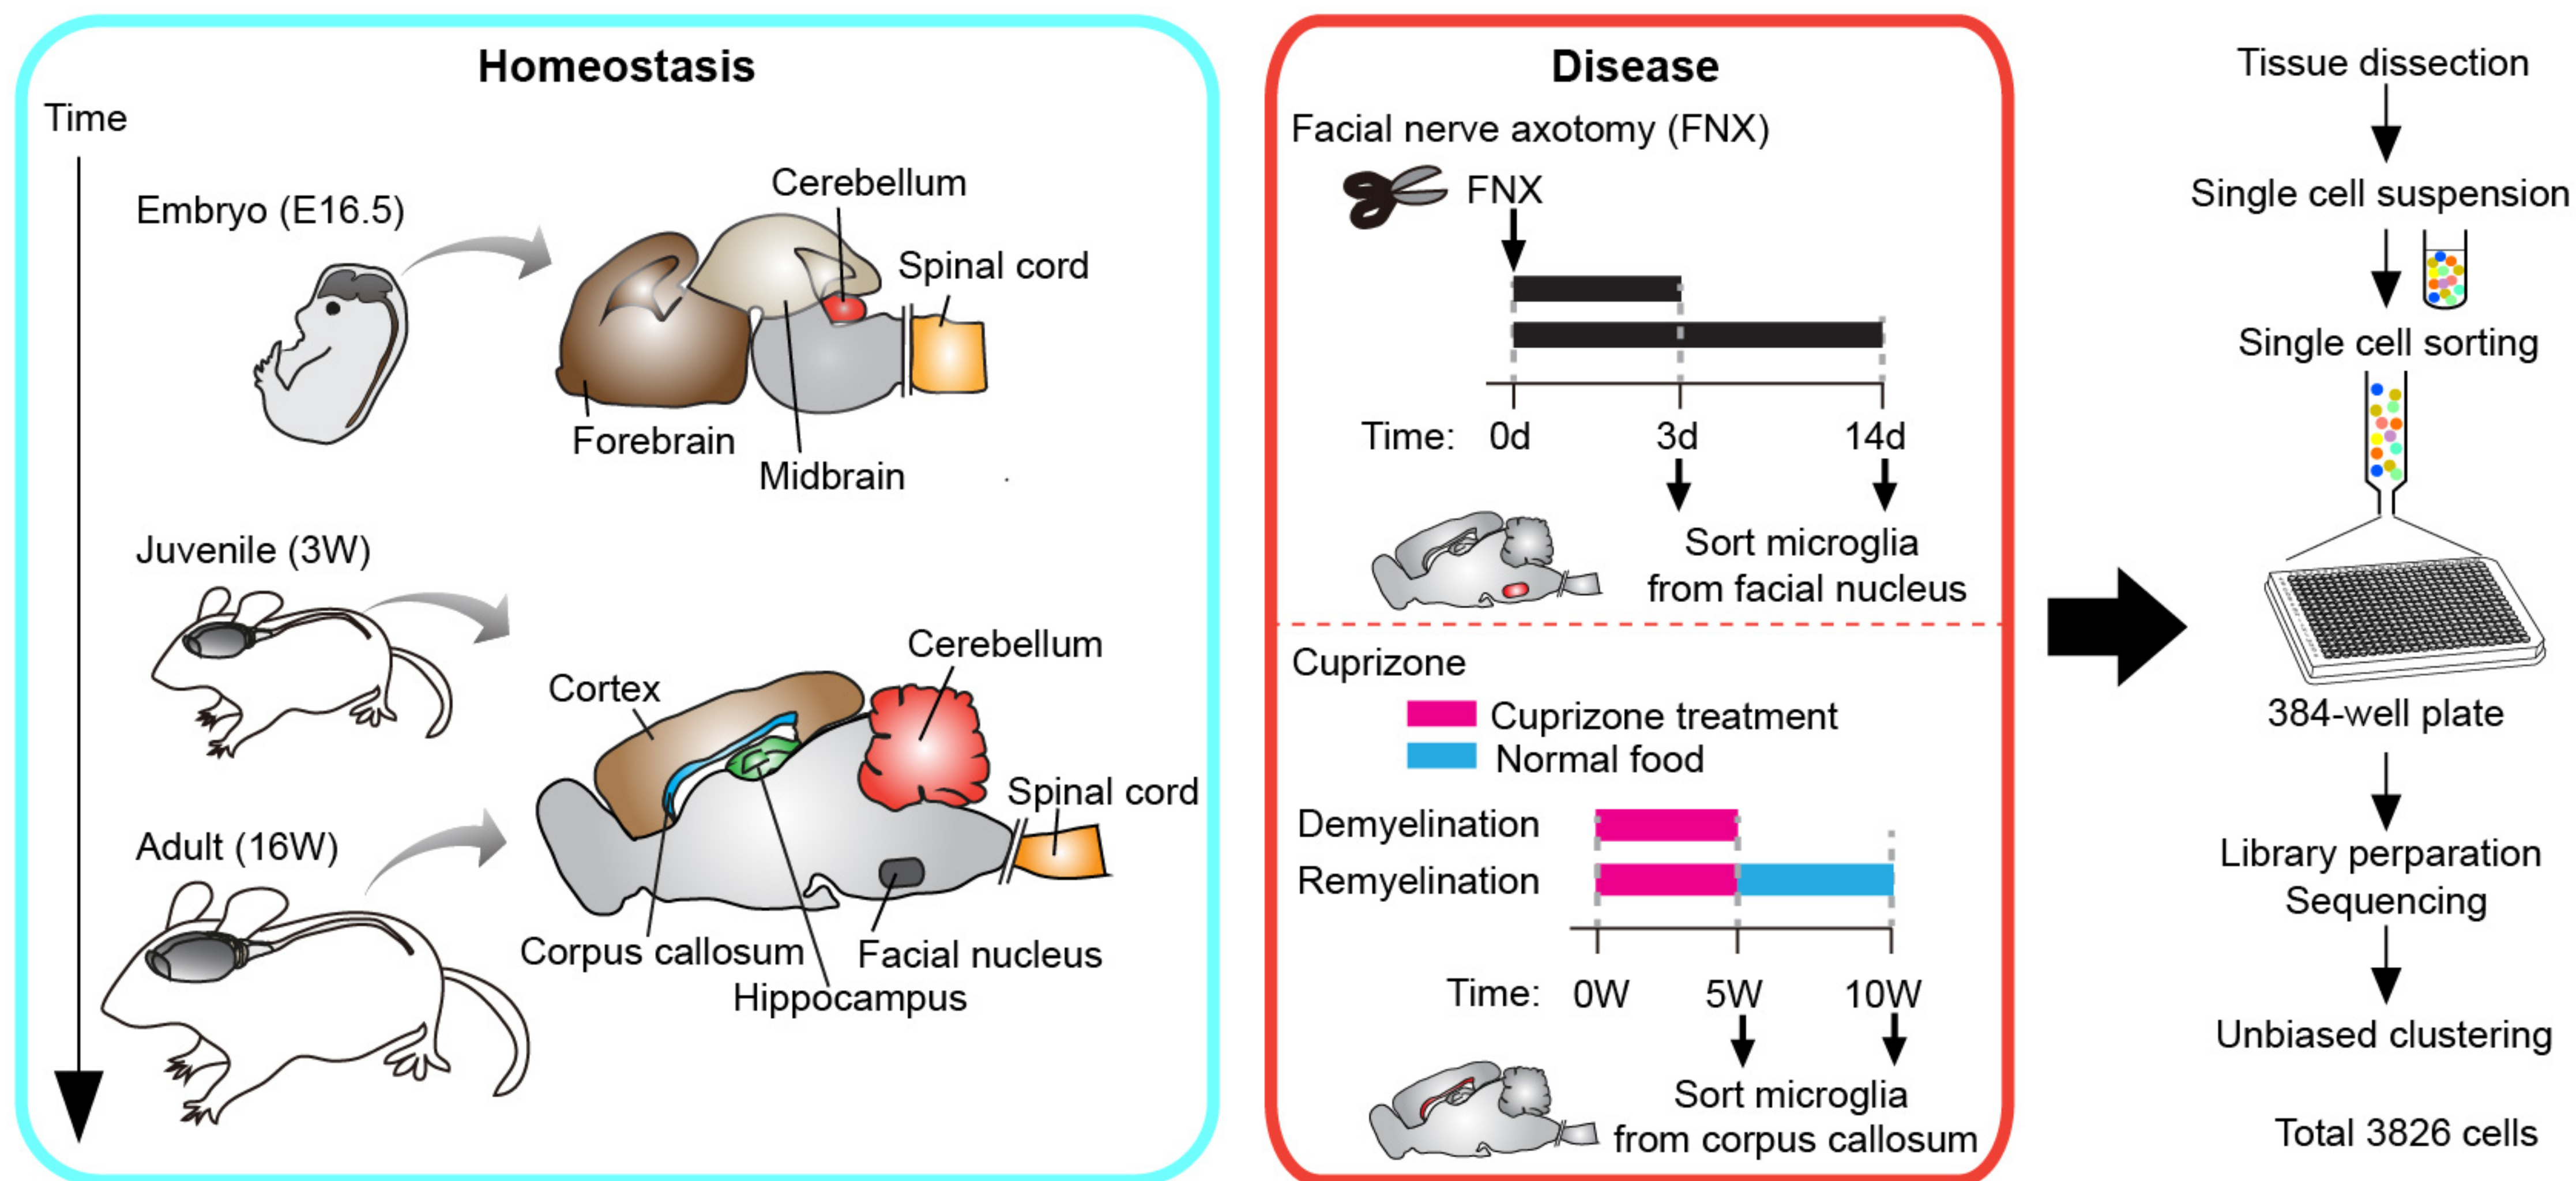 Homeostasis
Time
Embryo (E16.5)
Cerebellum
Spinal cord
Forebrain
Midbrain
Juvenile (3W)
Cortex
Cerebellum
Spinal cord
Adult (16W)
Corpus callosum
Facial nucleus
Hippocampus
Disease
Facial nerve axotomy (FNX)
FNX
Time: 0d 3d 14d
Sort microglia
from facial nucleus
Cuprizone
Cuprizone treatment
Normal food
Demyelination
Remyelination
Time: 0W 5W 10W
Sort microglia
from corpus callosum
Tissue dissection
Single cell suspension
Single cell sorting
384-well plate
Library perparation
Sequencing
Unbiased clustering
Total 3826 cells